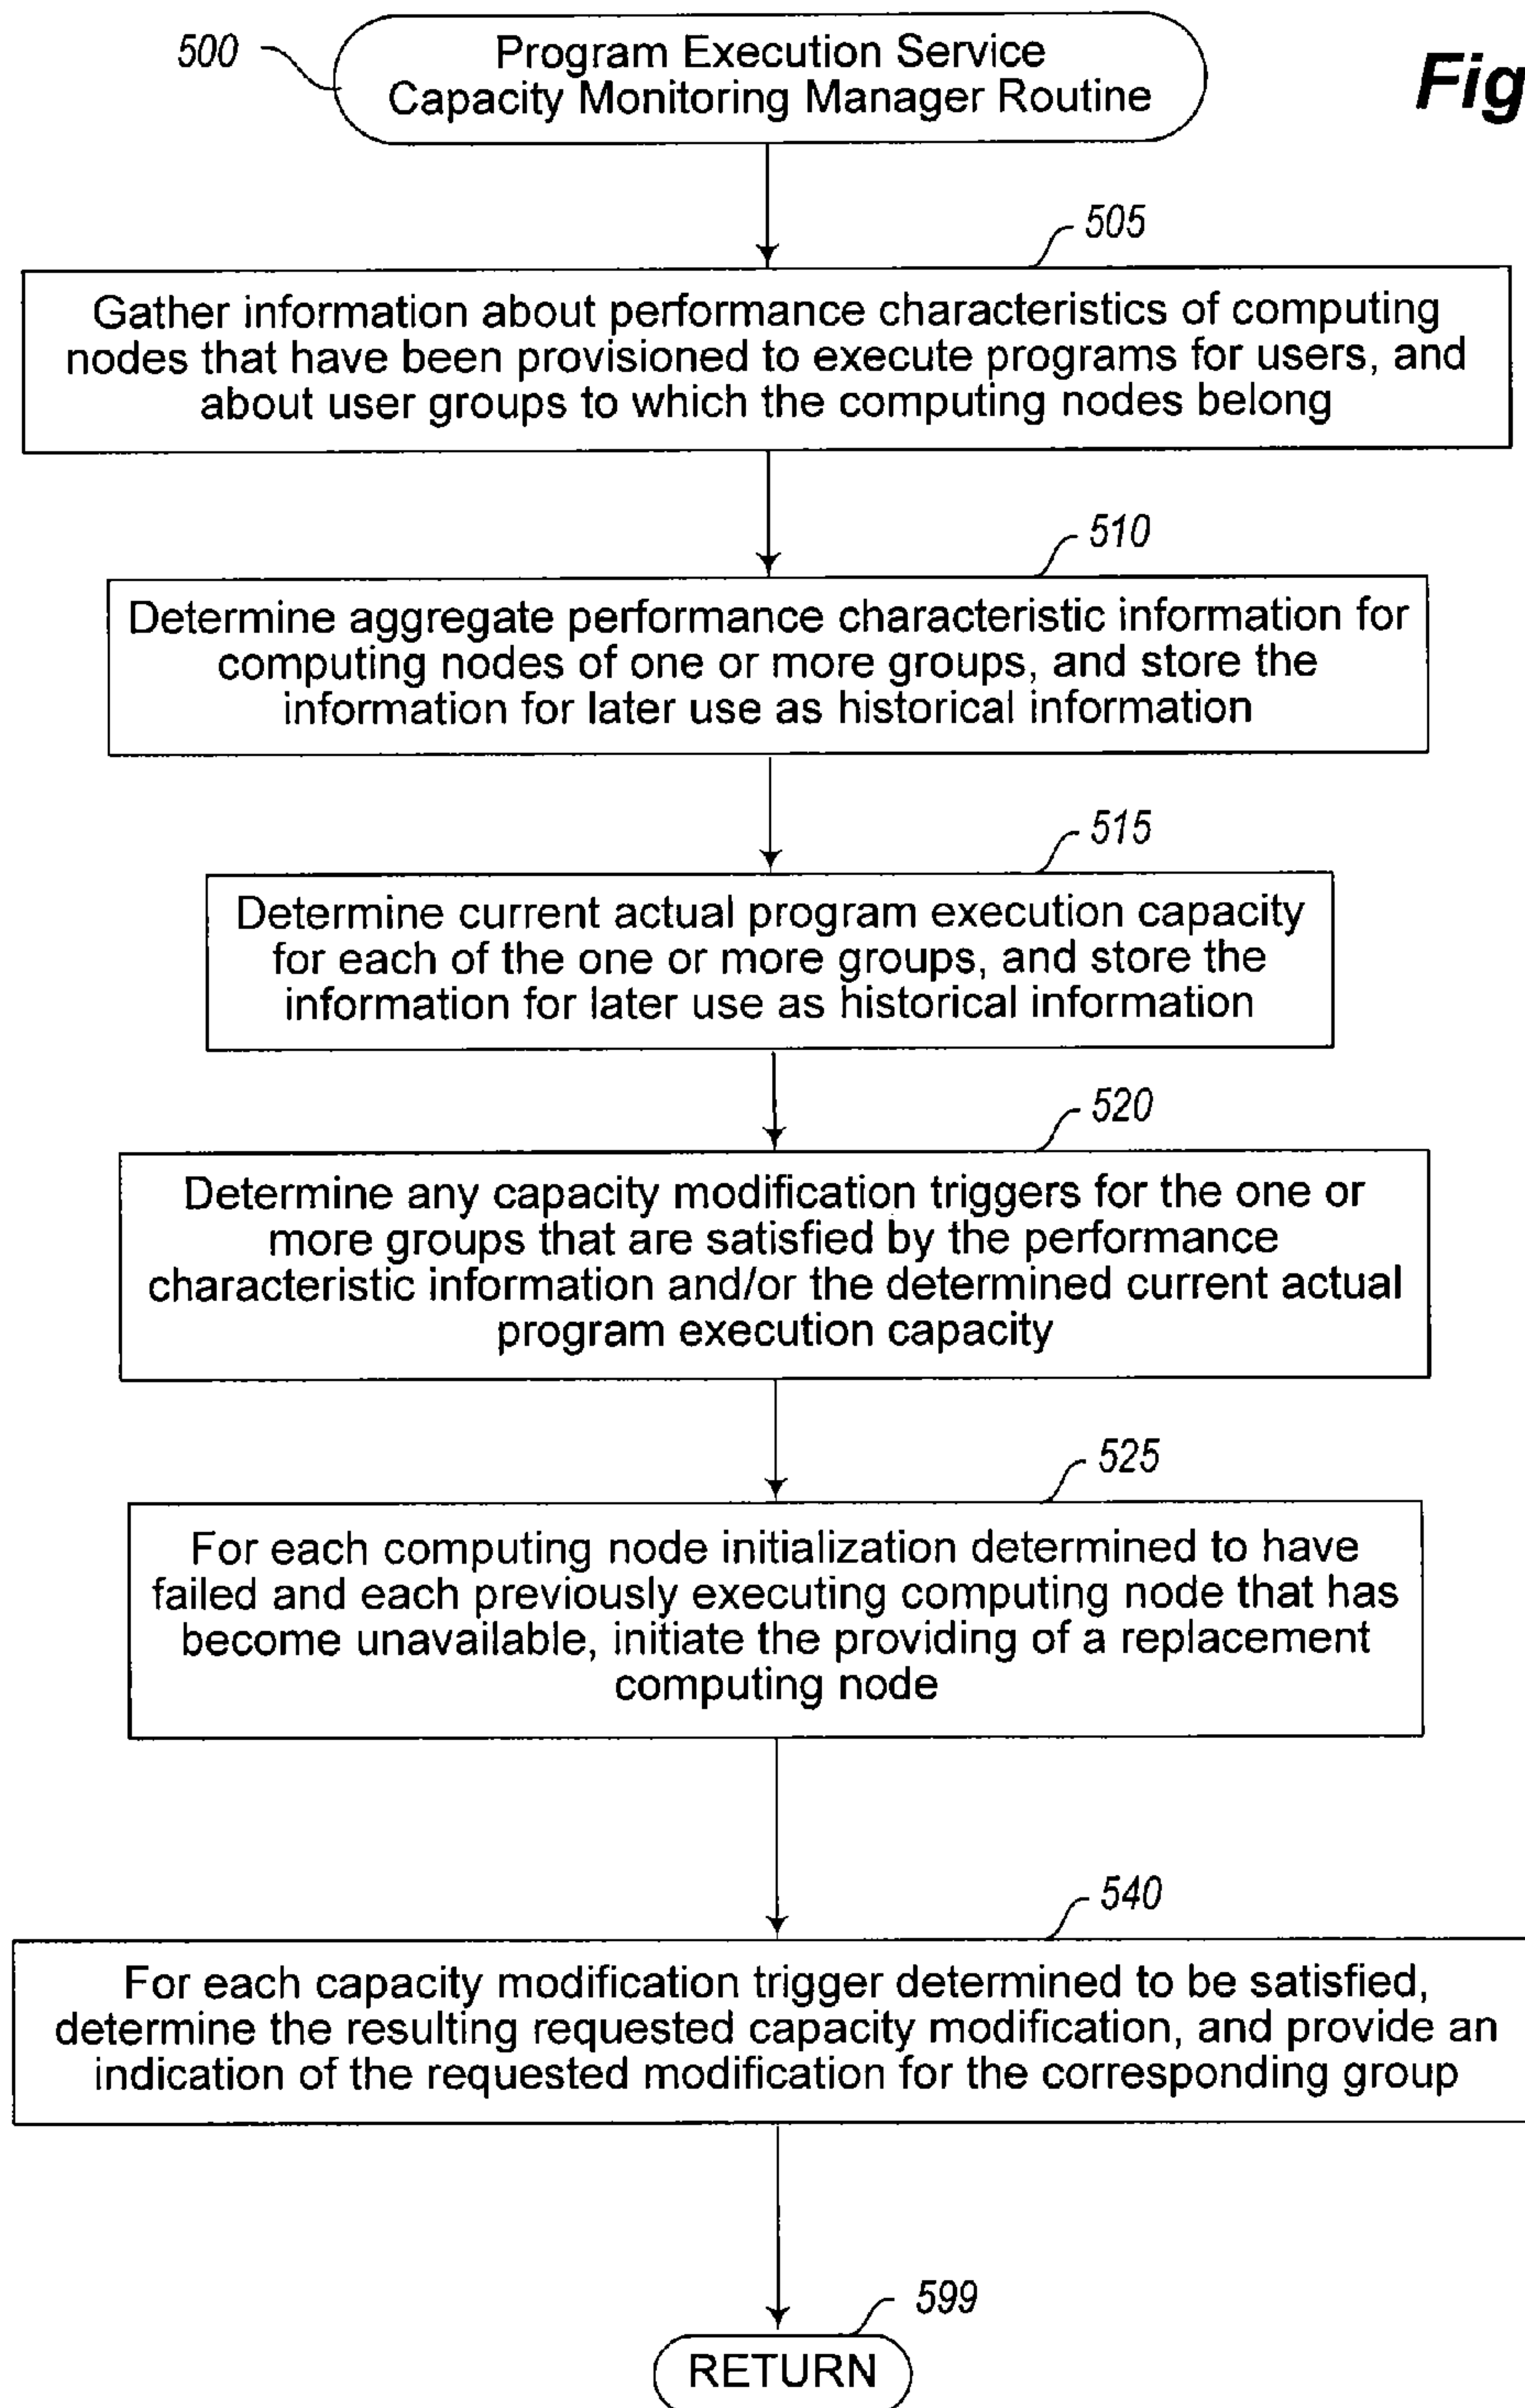 500
Program Execution Service
Capacity Monitoring Manager Routine
Fig
505
Gather information about performance characteristics of computing
nodes that have been provisioned to execute programs for users, and
about user groups to which the computing nodes belong
510
Determine aggregate performance characteristic information for
computing nodes of one or more groups, and store the
information for later use as historical information
515
Determine current actual program execution capacity
for each of the one or more groups, and store the
information for later use as historical information
520
Determine any capacity modification triggers for the one or
more groups that are satisfied by the performance
characteristic information and/or the determined current actual
program execution capacity
525
For each computing node initialization determined to have
failed and each previously executing computing node that has
become unavailable, initiate the providing of a replacement
computing node
540
For each capacity modification trigger determined to be satisfied,
determine the resulting requested capacity modification, and provide an
indication of the requested modification for the corresponding group
599
RETURN